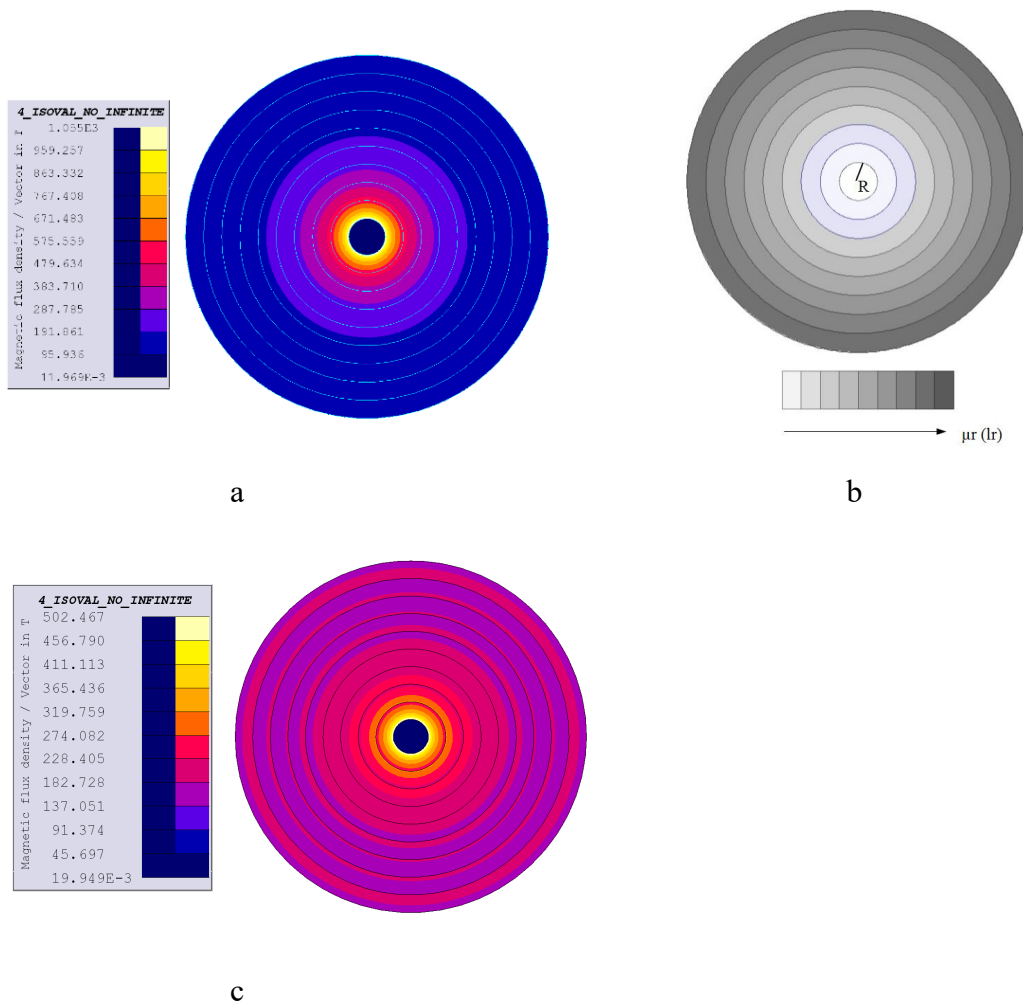 4_ISOVAL_NO_INFINITE
Magnetic flux density / Vector in T
1.055E3
959.257
863.332
767.408
671.483
575.559
479.634
383.710
287.785
191.861
95.936
11.969E-3
a
R
μr (lr)
b
4_ISOVAL_NO_INFINITE
Magnetic flux density / Vector in T
502.467
456.790
411.113
365.436
319.759
274.082
228.405
182.728
137.051
91.374
45.697
19.949E-3
c